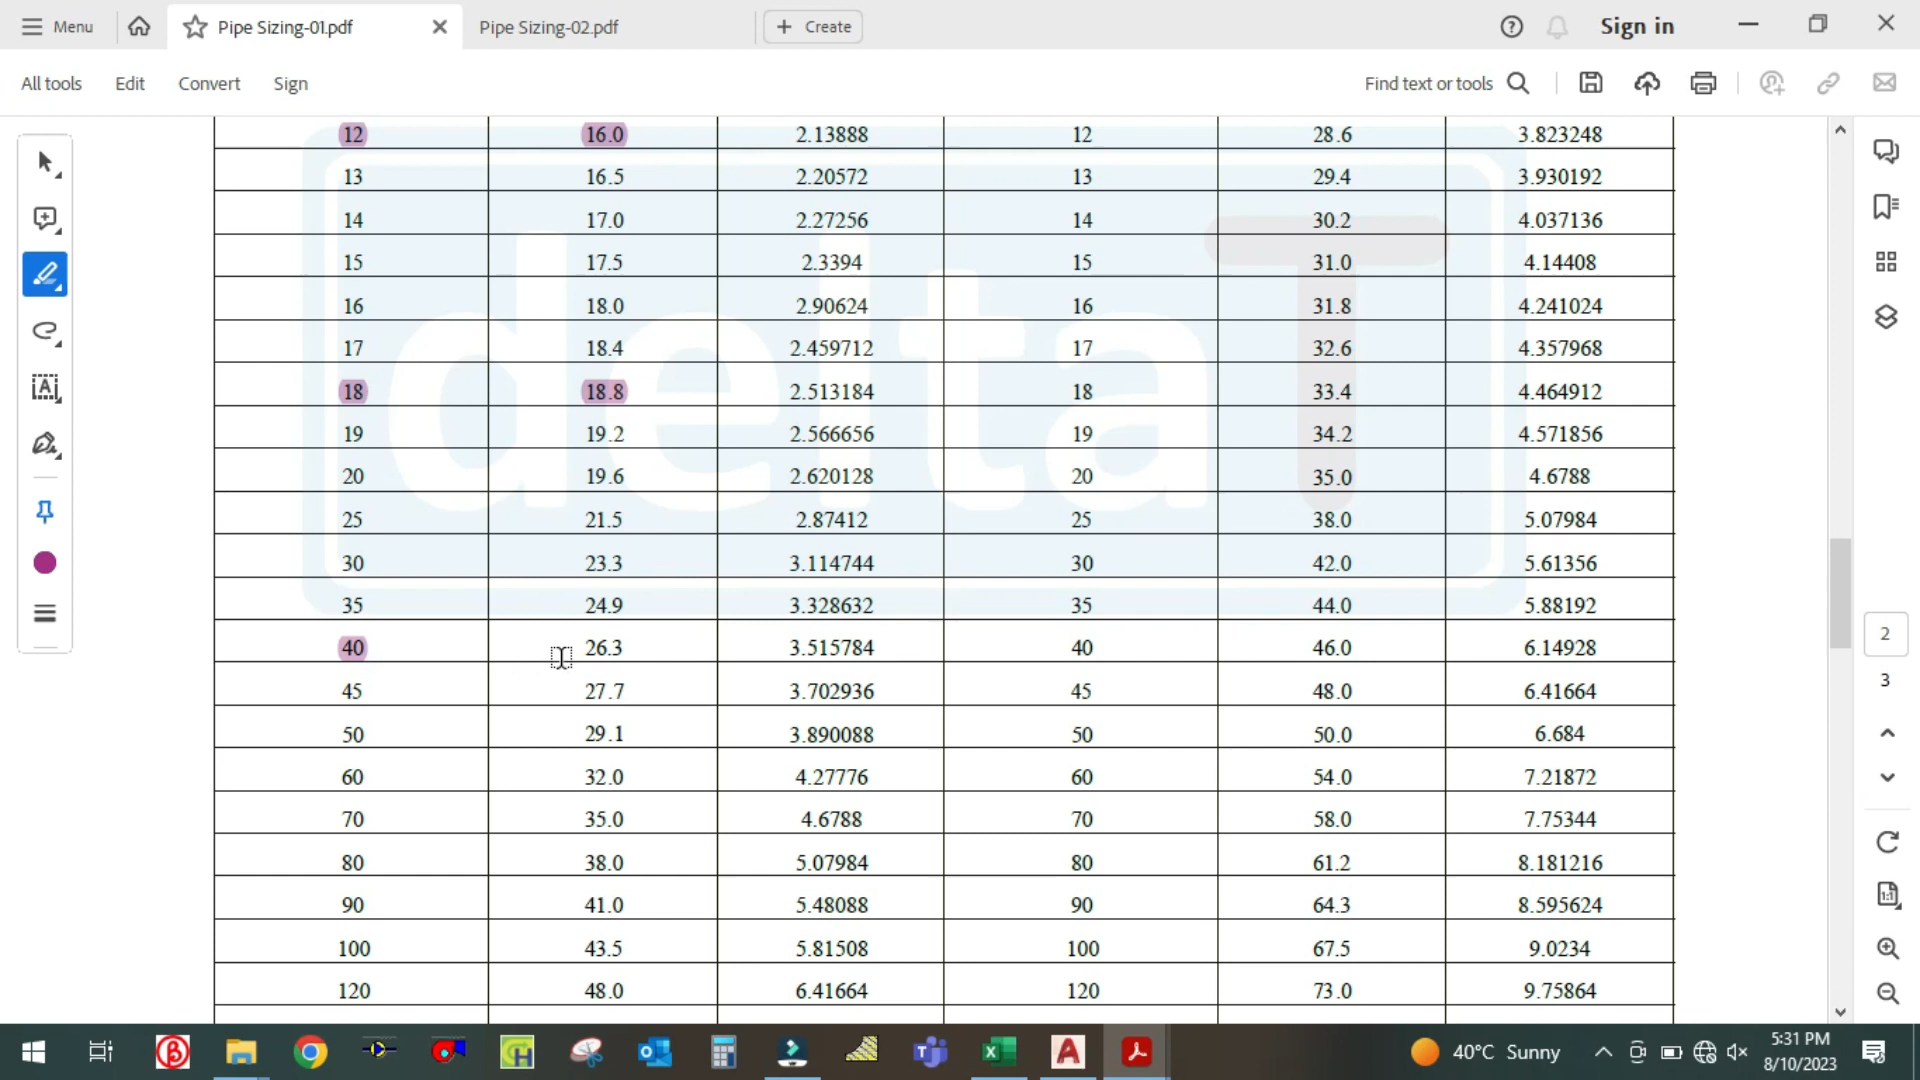 Menu Pipe Sizing-01.pdf Pipe Sizing-02.pdf Create Sign in
All tools Edit Convert Sign Find text or tools
12 16.0 2.13888 12 28.6 3.823248
13 16.5 2.20572 13 29.4 3.930192
14 17.0 2.27256 14 30.2 4.037136
15 17.5 2.3394 15 31.0 4.14408
16 18.0 2.90624 16 31.8 4.241024
17 18.4 2.459712 17 32.6 4.357968
18 18.8 2.513184 18 33.4 4.464912
19 19.2 2.566656 19 34.2 4.571856
20 19.6 2.620128 20 35.0 4.6788
25 21.5 2.87412 25 38.0 5.07984
30 23.3 3.114744 30 42.0 5.61356
35 24.9 3.328632 35 44.0 5.88192
40 26.3 3.515784 40 46.0 6.14928
45 27.7 3.702936 45 48.0 6.41664
50 29.1 3.890088 50 50.0 6.684
60 32.0 4.27776 60 54.0 7.21872
70 35.0 4.6788 70 58.0 7.75344
80 38.0 5.07984 80 61.2 8.181216
90 41.0 5.48088 90 64.3 8.595624
100 43.5 5.81508 100 67.5 9.0234
120 48.0 6.41664 120 73.0 9.75864
deltaT
2
3
40°C Sunny
5:31 PM
8/10/2023